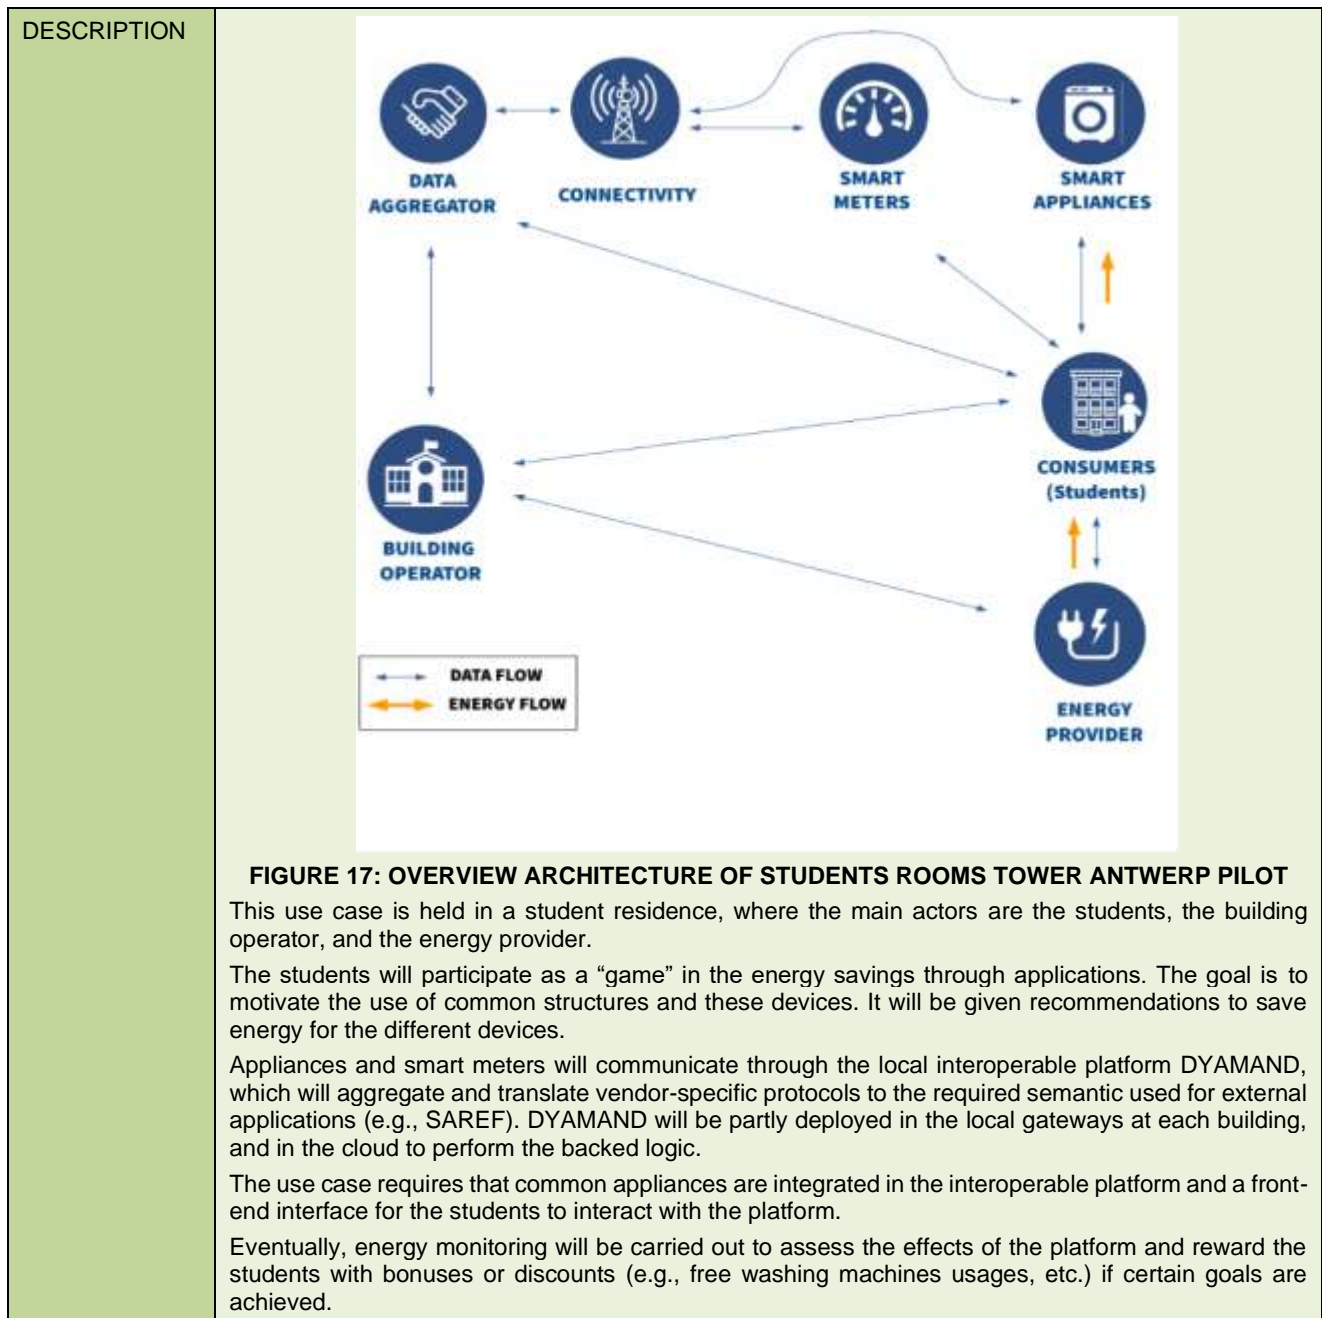 DESCRIPTION
DATA
AGGREGATOR
CONNECTIVITY
SMART
METERS
SMART
APPLIANCES
CONSUMERS
(Students)
BUILDING
OPERATOR
DATA FLOW
ENERGY FLOW
ENERGY
PROVIDER
FIGURE 17: OVERVIEW ARCHITECTURE OF STUDENTS ROOMS TOWER ANTWERP PILOT
This use case is held in a student residence, where the main actors are the students, the building
operator, and the energy provider.
The students will participate as a “game” in the energy savings through applications. The goal is to
motivate the use of common structures and these devices. It will be given recommendations to save
energy for the different devices.
Appliances and smart meters will communicate through the local interoperable platform DYAMAND,
which will aggregate and translate vendor-specific protocols to the required semantic used for external
applications (e.g., SAREF). DYAMAND will be partly deployed in the local gateways at each building,
and in the cloud to perform the backed logic.
The use case requires that common appliances are integrated in the interoperable platform and a front-
end interface for the students to interact with the platform.
Eventually, energy monitoring will be carried out to assess the effects of the platform and reward the
students with bonuses or discounts (e.g., free washing machines usages, etc.) if certain goals are
achieved.